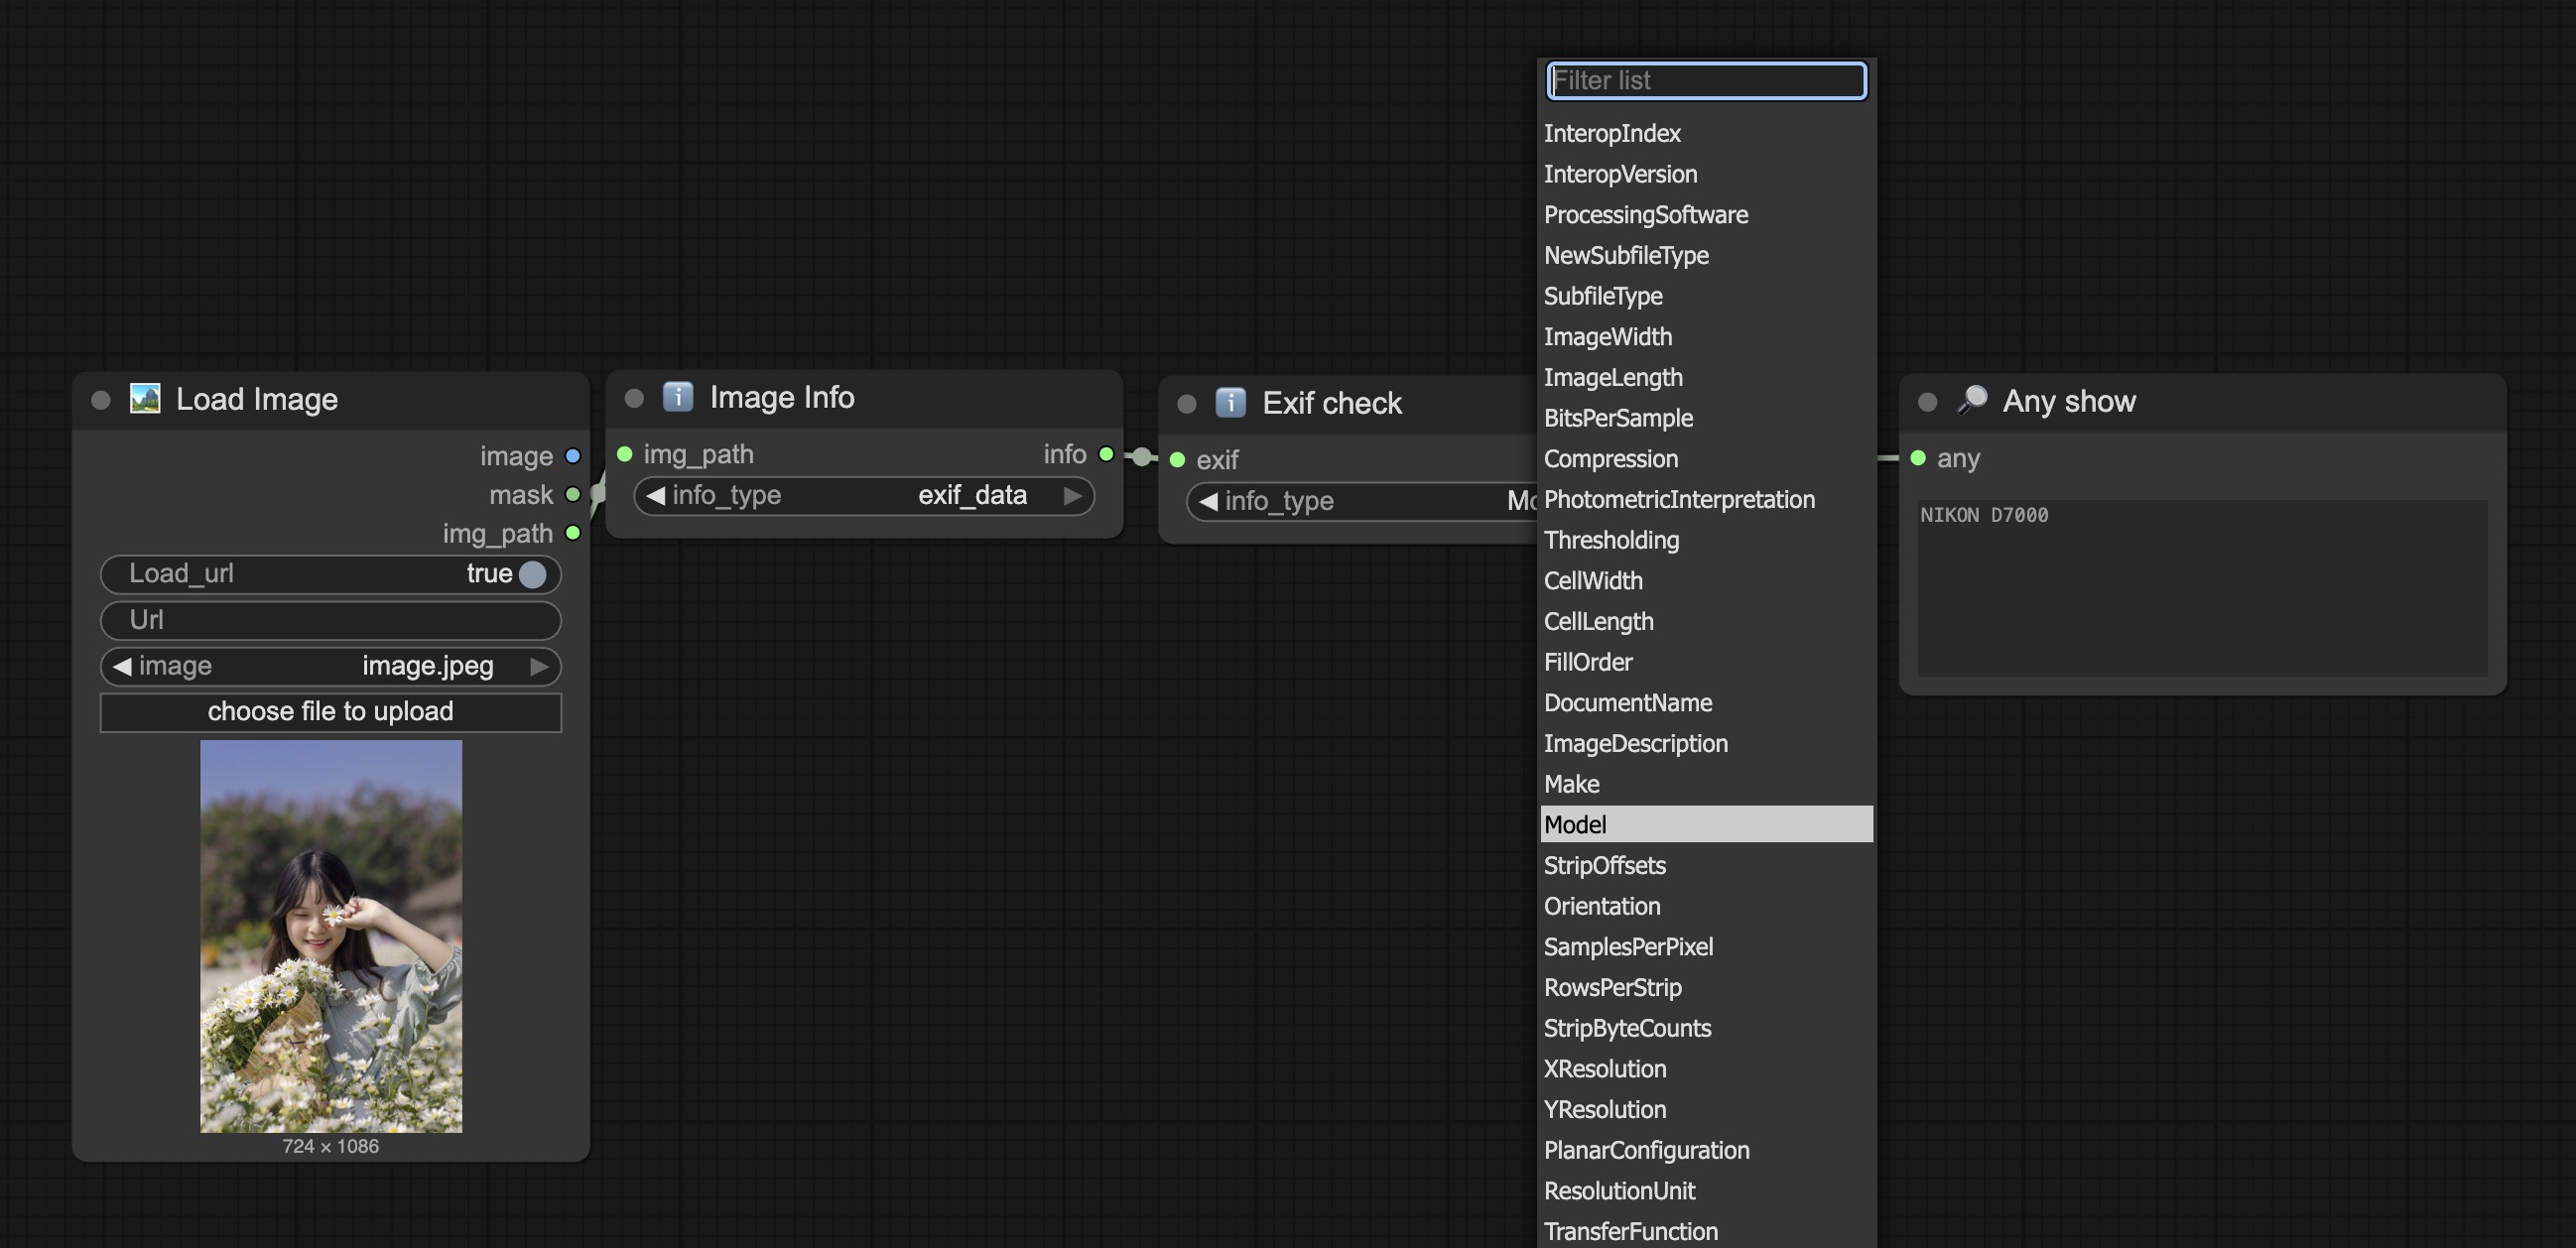 Load Image
image
mask
img_path
Load_url true
Url
image image.jpeg
choose file to upload
724 × 1086
Image Info
img_path info
info_type exif_data
Exif check
exif
info_type Mo
Filter list
InteropIndex
InteropVersion
ProcessingSoftware
NewSubfileType
SubfileType
ImageWidth
ImageLength
BitsPerSample
Compression
PhotometricInterpretation
Thresholding
CellWidth
CellLength
FillOrder
DocumentName
ImageDescription
Make
Model
StripOffsets
Orientation
SamplesPerPixel
RowsPerStrip
StripByteCounts
XResolution
YResolution
PlanarConfiguration
ResolutionUnit
TransferFunction
Any show
any
NIKON D7000